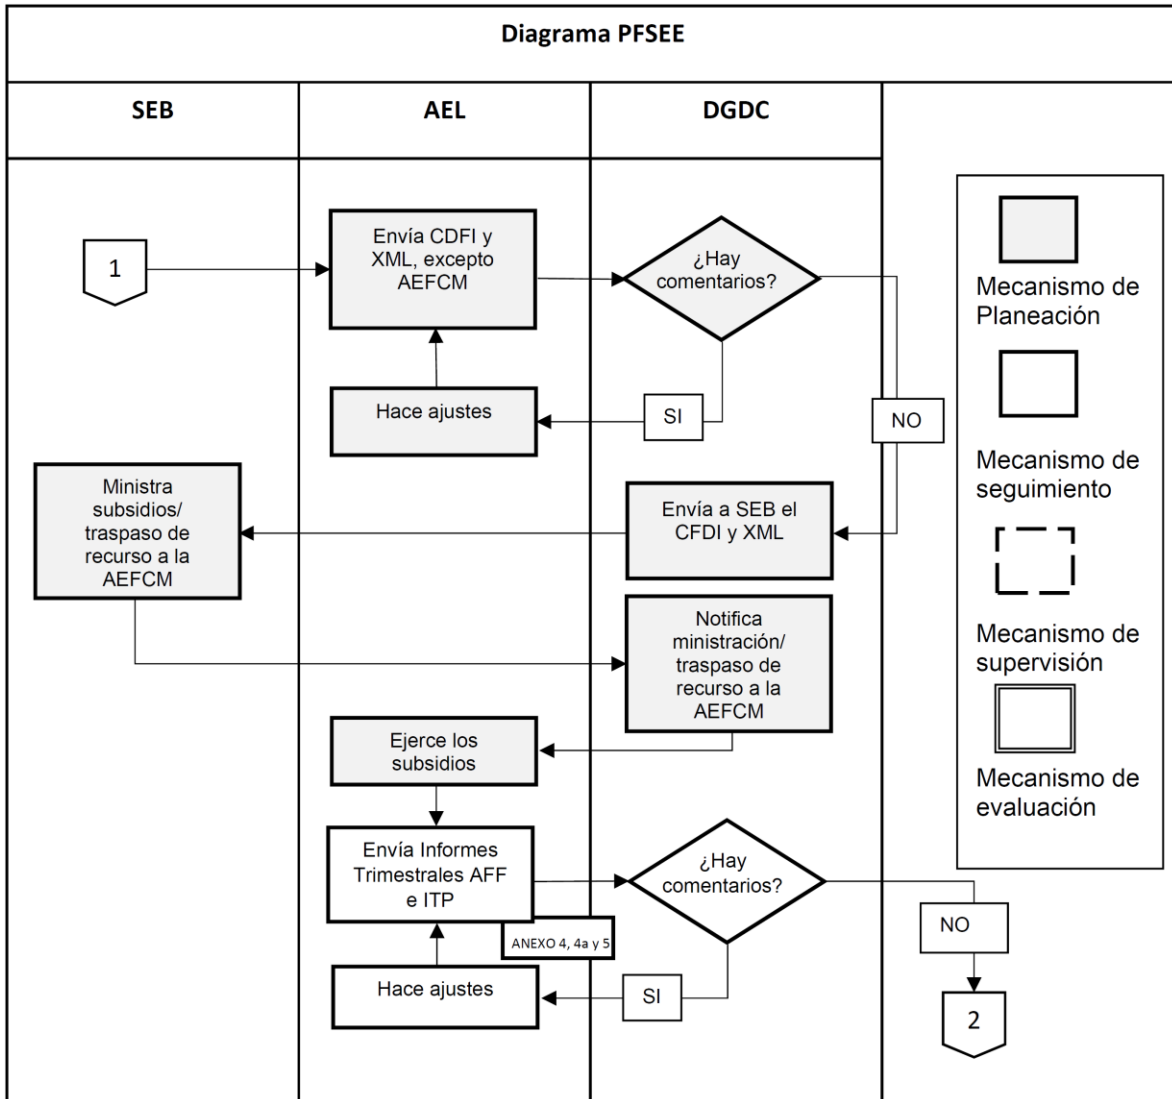 Diagrama PFSEE
SEB
AEL
DGDC
1
Envía CDFI y
XML, excepto
AEFCM
¿Hay
comentarios?
Hace ajustes
SI
NO
Ministra
subsidios/
traspaso de
recurso a la
AEFCM
Envía a SEB el
CFDI y XML
Notifica
ministración/
traspaso de
recurso a la
AEFCM
Ejerce los
subsidios
Envía Informes
Trimestrales AFF
e ITP
ANEXO 4, 4a y 5
¿Hay
comentarios?
Hace ajustes
SI
NO
2
Mecanismo de
Planeación
Mecanismo de
seguimiento
Mecanismo de
supervisión
Mecanismo de
evaluación